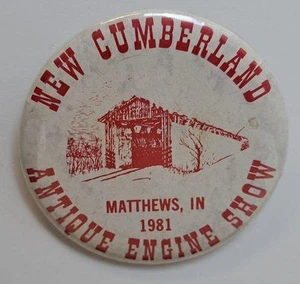 NEW CUMBERLAND
MATTHEWS, IN
1981
ANTIQUE ENGINE SHOW